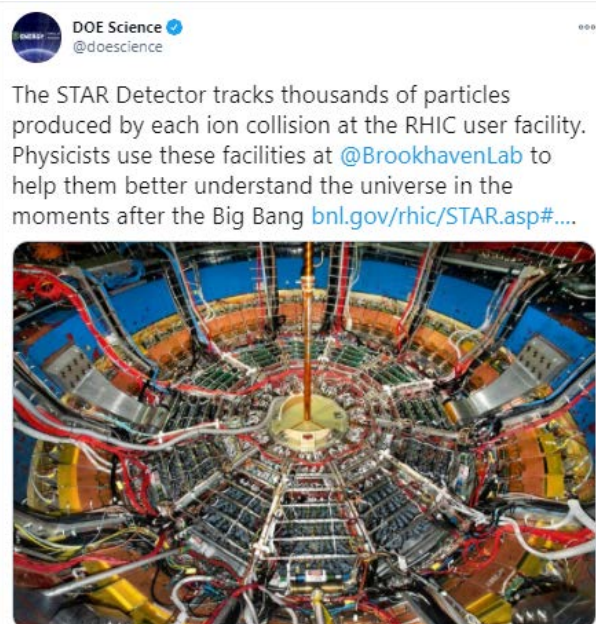 DOE Science
@doescience
The STAR Detector tracks thousands of particles
produced by each ion collision at the RHIC user facility.
Physicists use these facilities at @BrookhavenLab to
help them better understand the universe in the
moments after the Big Bang bnl.gov/rhic/STAR.asp#....